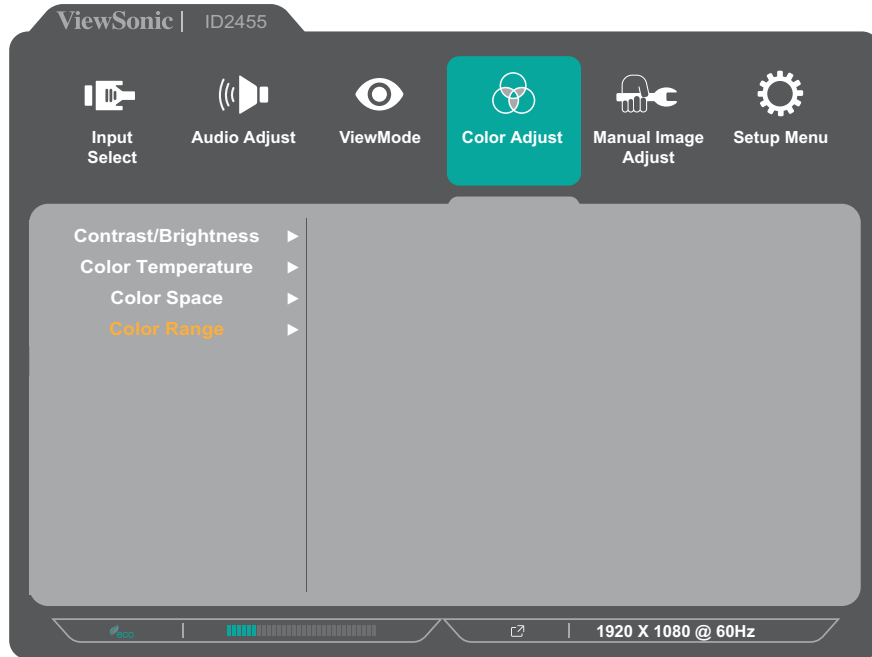 ViewSonic | ID2455
Input Select
Audio Adjust
ViewMode
Color Adjust
Manual Image Adjust
Setup Menu
Contrast/Brightness
Color Temperature
Color Space
Color Range
eco
1920 X 1080 @ 60Hz